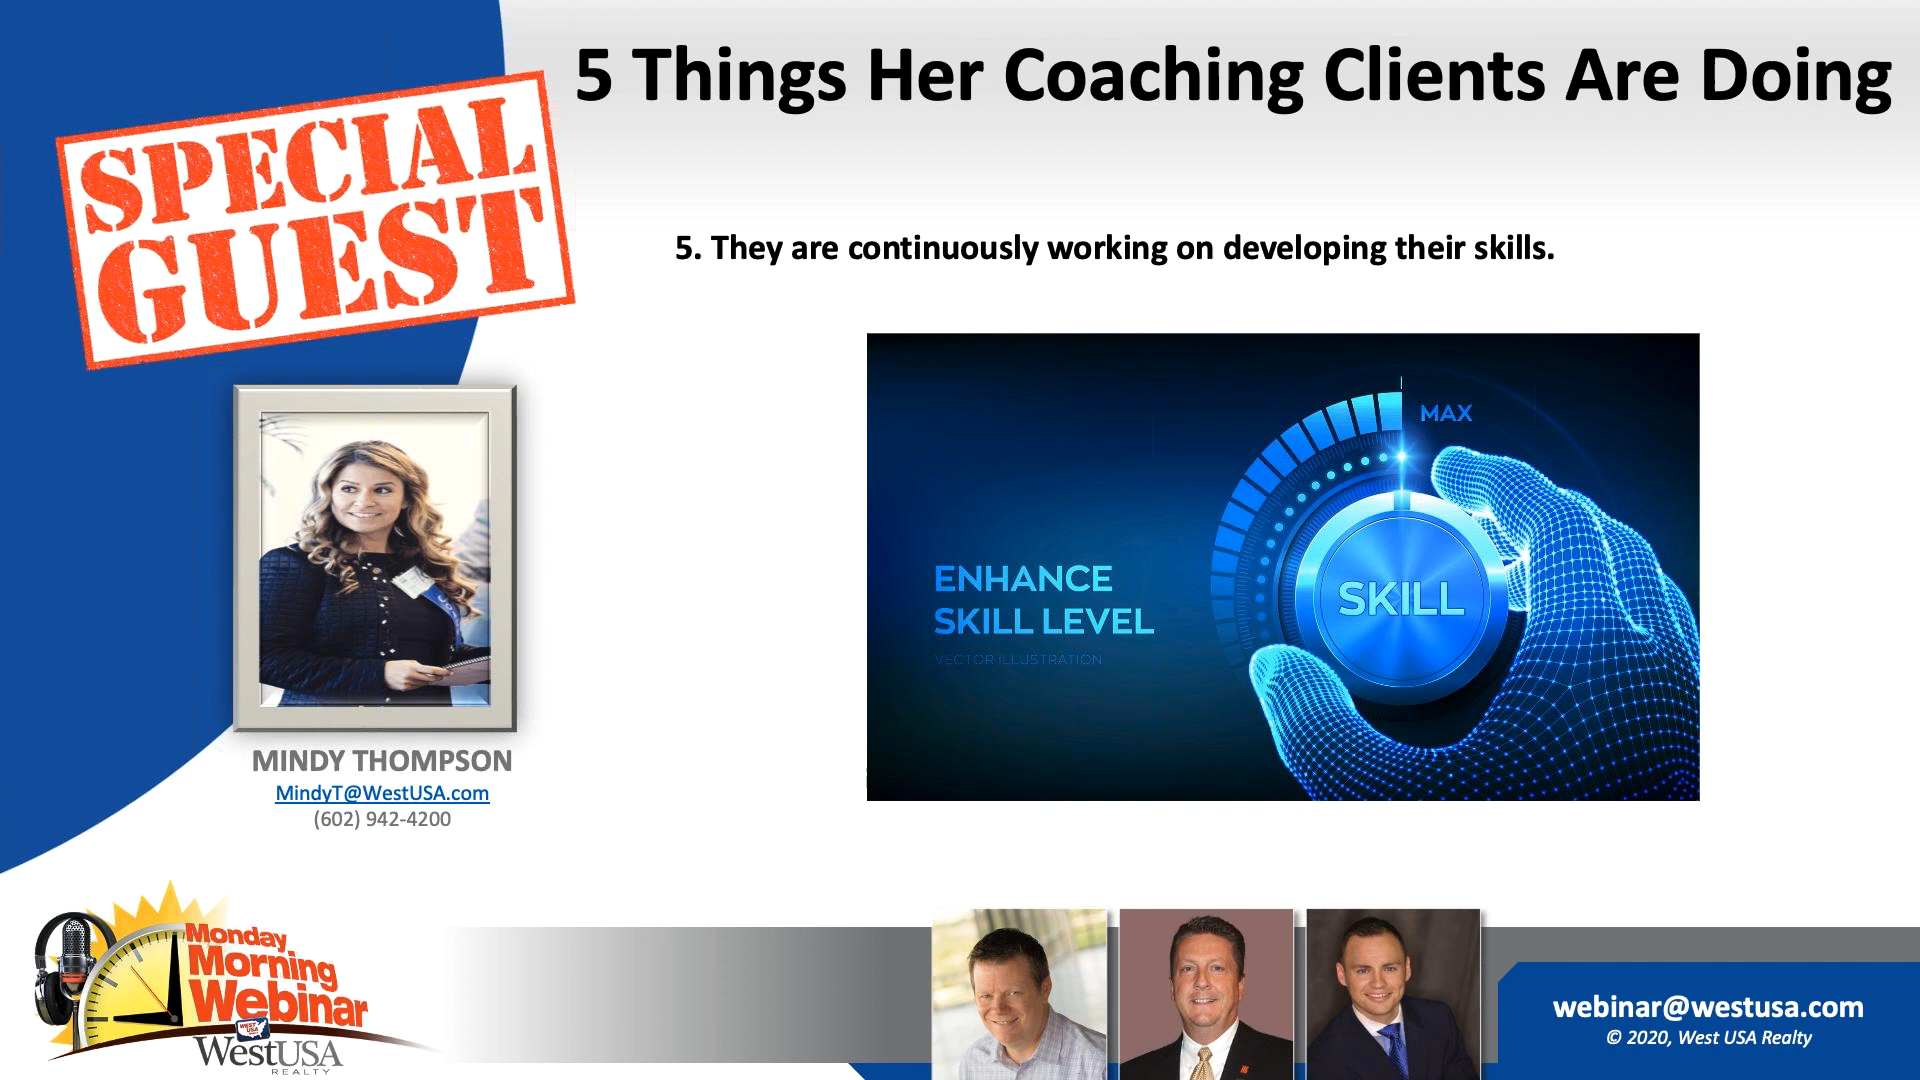 5 Things Her Coaching Clients Are Doing
SPECIAL
GUEST
5. They are continuously working on developing their skills.
MAX
ENHANCE
SKILL LEVEL
VECTOR ILLUSTRATION
SKILL
MINDY THOMPSON
MindyT@WestUSA.com
(602) 942-4200
Monday
Morning
Webinar
WEST
USA
WestUSA
REALTY
webinar@westusa.com
© 2020, West USA Realty